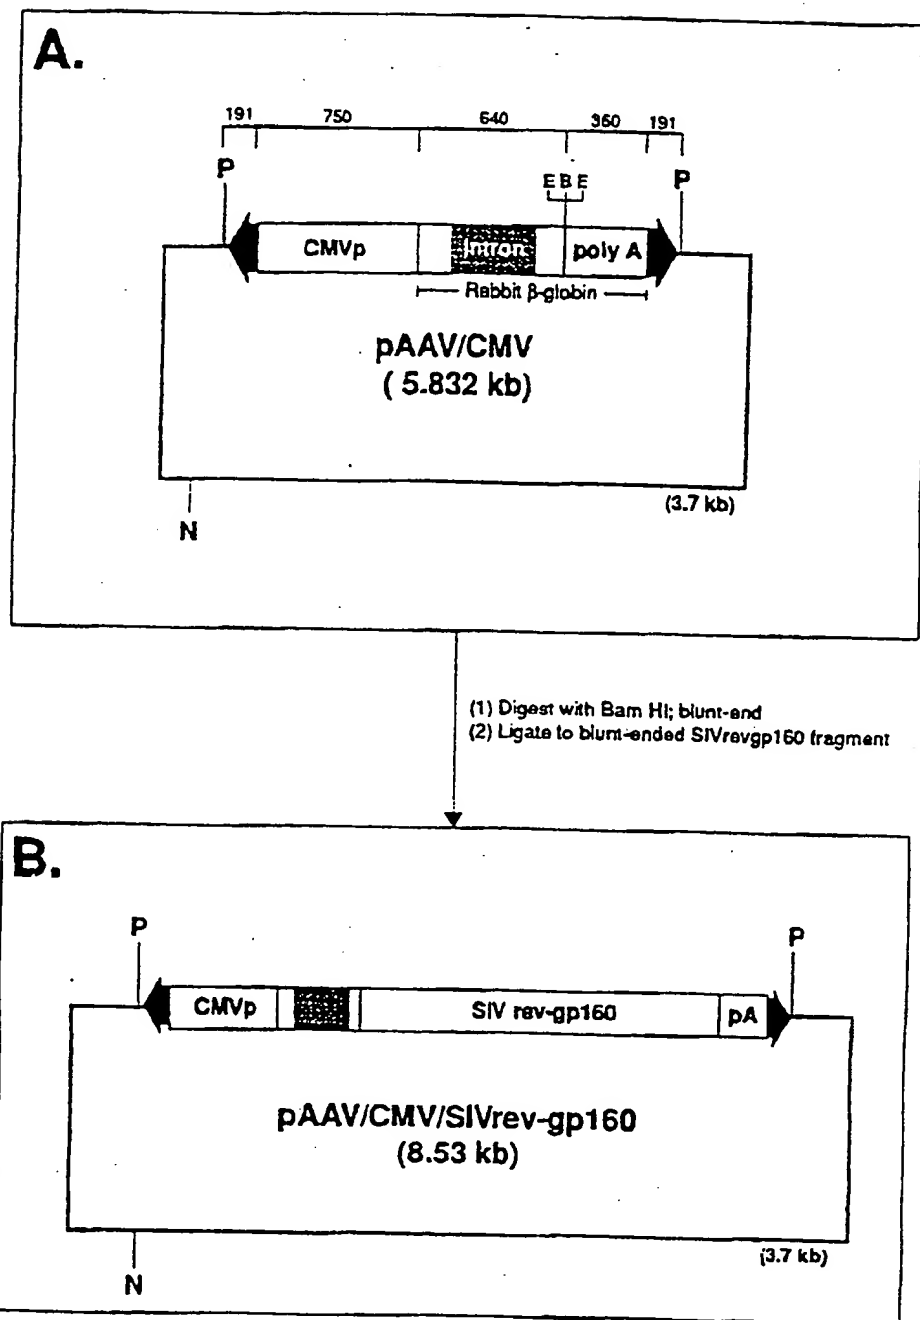 A.
191 750 640 360 191
P P
E B E
CMVp Intron poly A
Rabbit β-globin
pAAV/CMV
( 5.832 kb)
(3.7 kb)
N
(1) Digest with Bam HI; blunt-end
(2) Ligate to blunt-ended SIVrevgp160 fragment
B.
P P
CMVp SIV rev-gp160 pA
pAAV/CMV/SIVrev-gp160
(8.53 kb)
(3.7 kb)
N